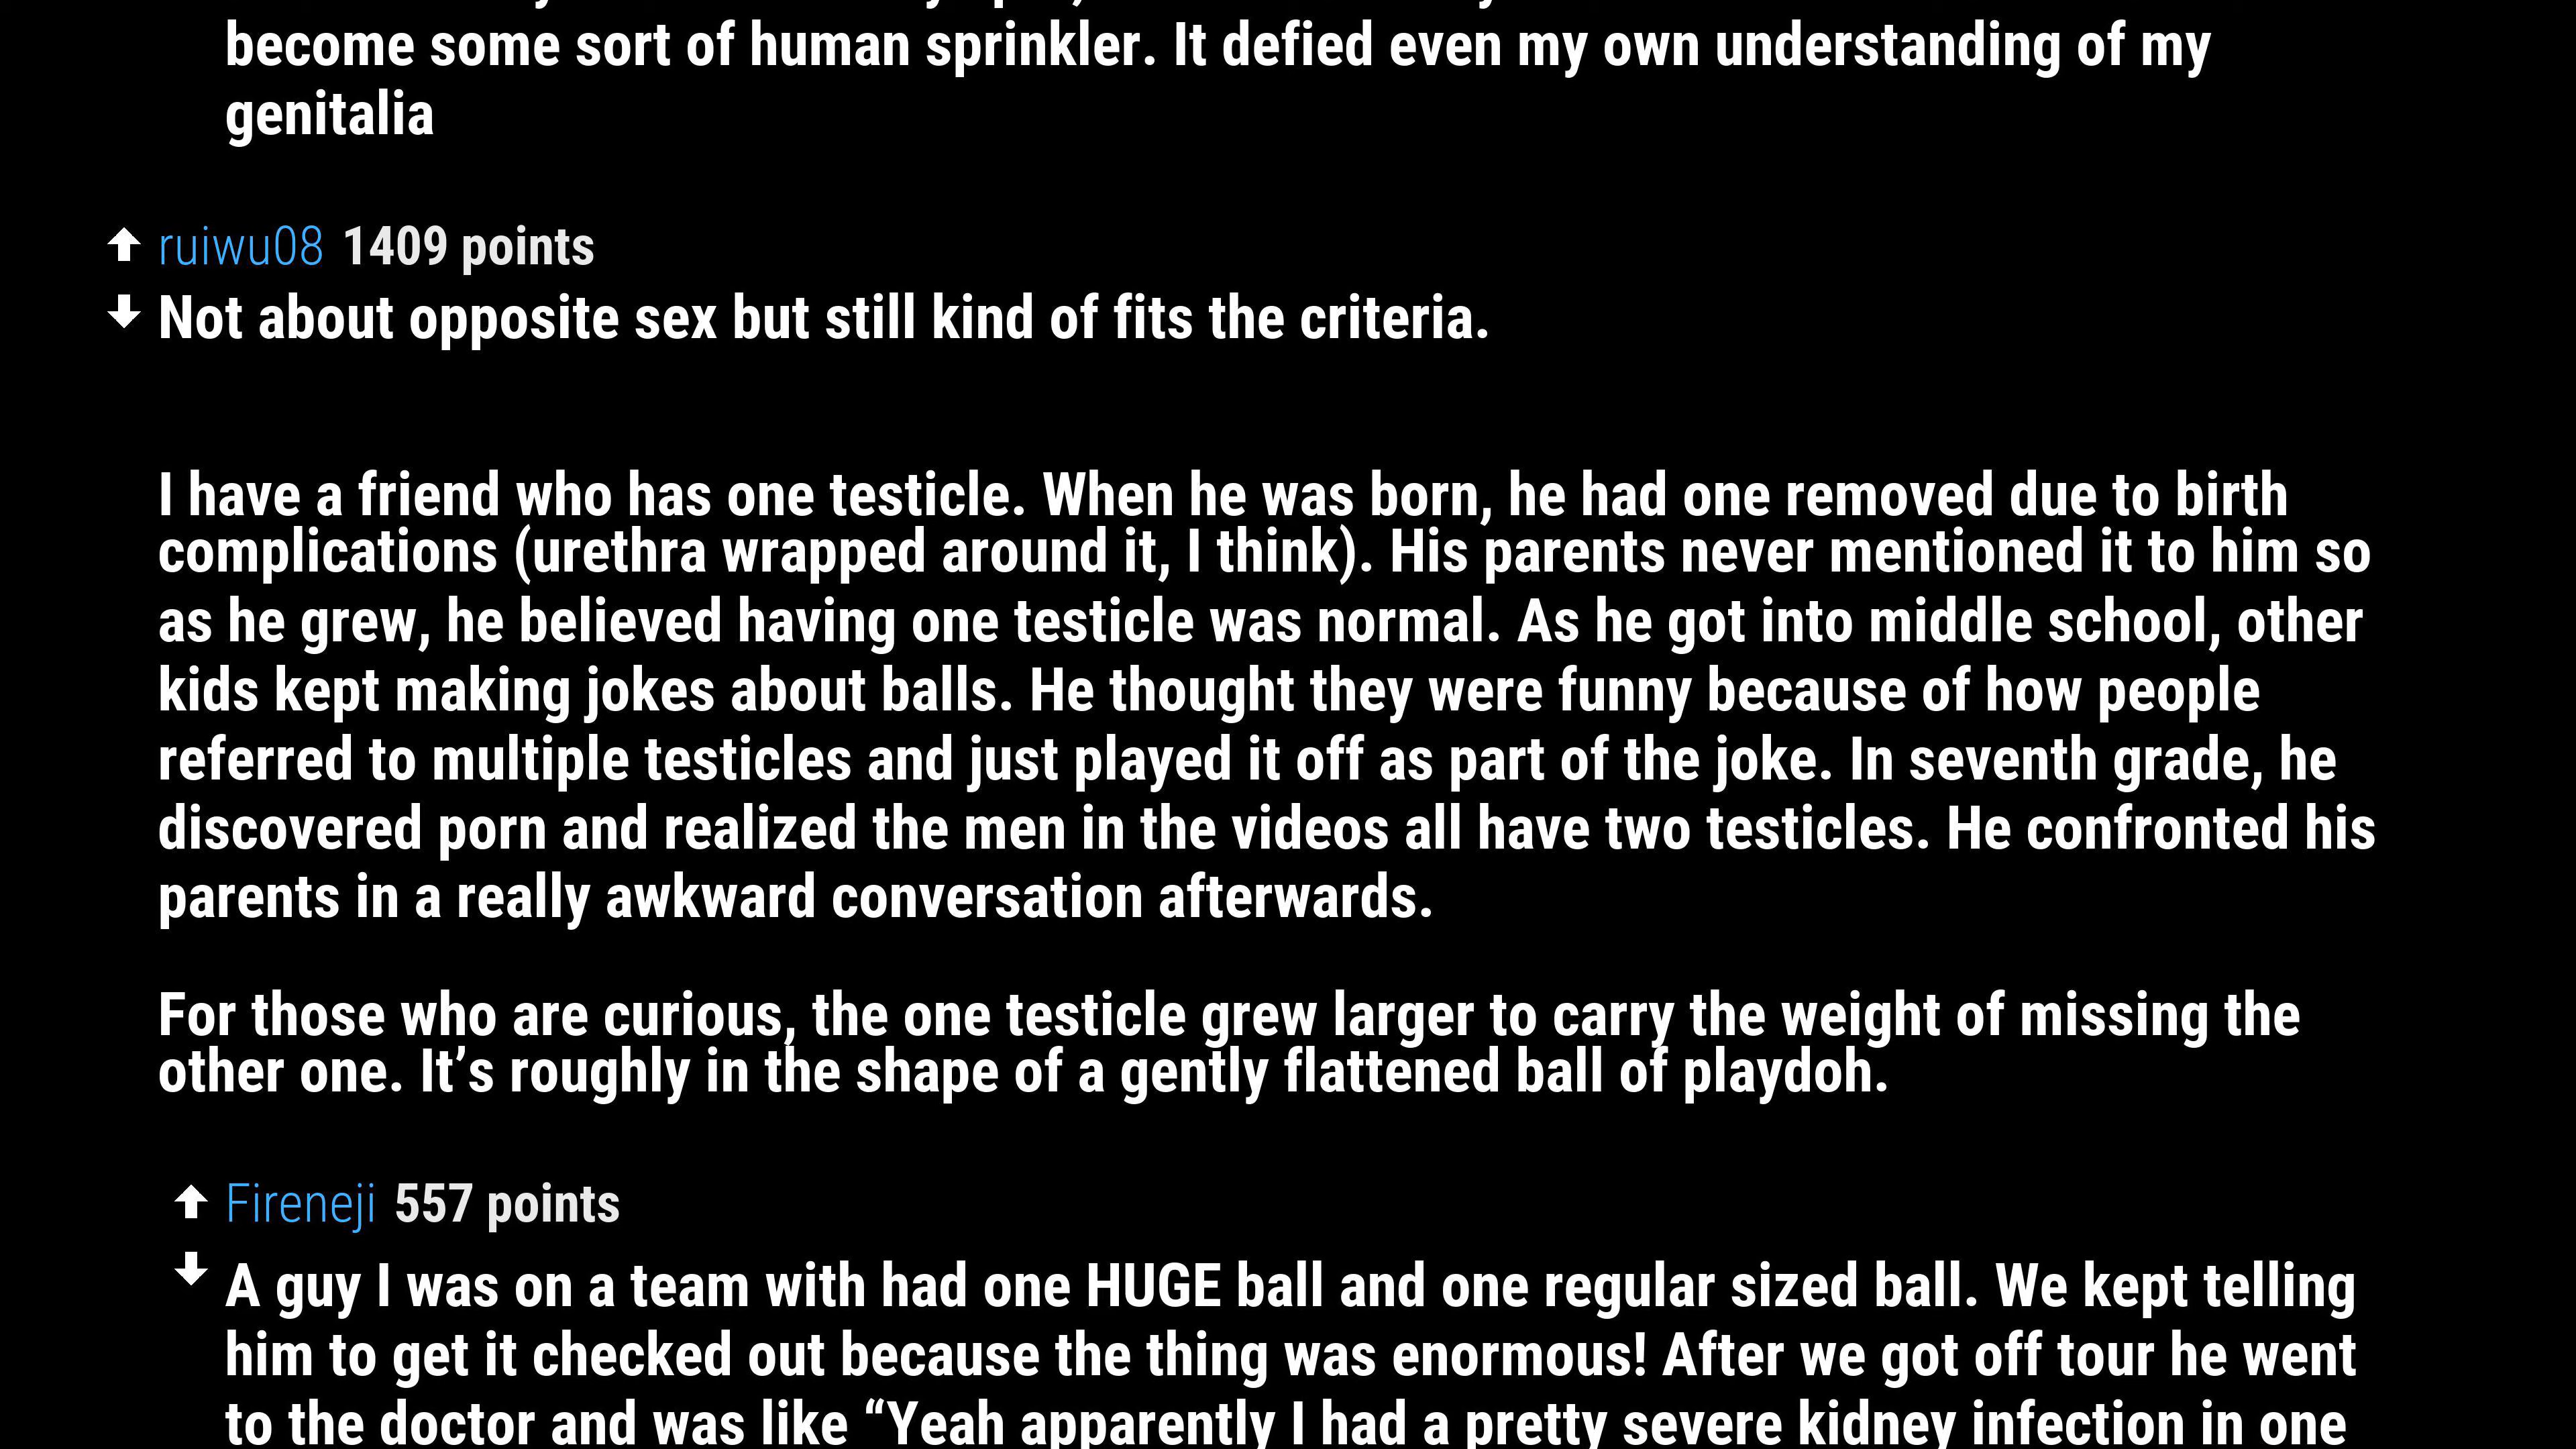 become some sort of human sprinkler. It defied even my own understanding of my
genitalia
ruiwu08 1409 points
Not about opposite sex but still kind of fits the criteria.
I have a friend who has one testicle. When he was born, he had one removed due to birth
complications (urethra wrapped around it, I think). His parents never mentioned it to him so
as he grew, he believed having one testicle was normal. As he got into middle school, other
kids kept making jokes about balls. He thought they were funny because of how people
referred to multiple testicles and just played it off as part of the joke. In seventh grade, he
discovered porn and realized the men in the videos all have two testicles. He confronted his
parents in a really awkward conversation afterwards.
For those who are curious, the one testicle grew larger to carry the weight of missing the
other one. It’s roughly in the shape of a gently flattened ball of playdoh.
Fireneji 557 points
A guy I was on a team with had one HUGE ball and one regular sized ball. We kept telling
him to get it checked out because the thing was enormous! After we got off tour he went
to the doctor and was like “Yeah apparently I had a pretty severe kidney infection in one